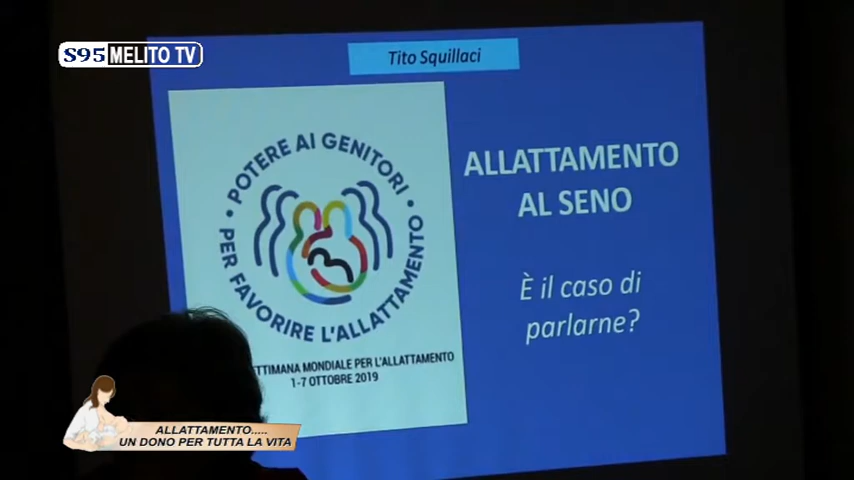 S95 MELITO TV
Tito Squillaci
POTERE AI GENITORI
PER FAVORIRE L'ALLATTAMENTO
ALLATTAMENTO
AL SENO
È il caso di
parlarne?
MONDIALE PER L'ALLATTAMENTO
1-7 OTTOBRE 2019
ALLATTAMENTO.....
UN DONO PER TUTTA LA VITA